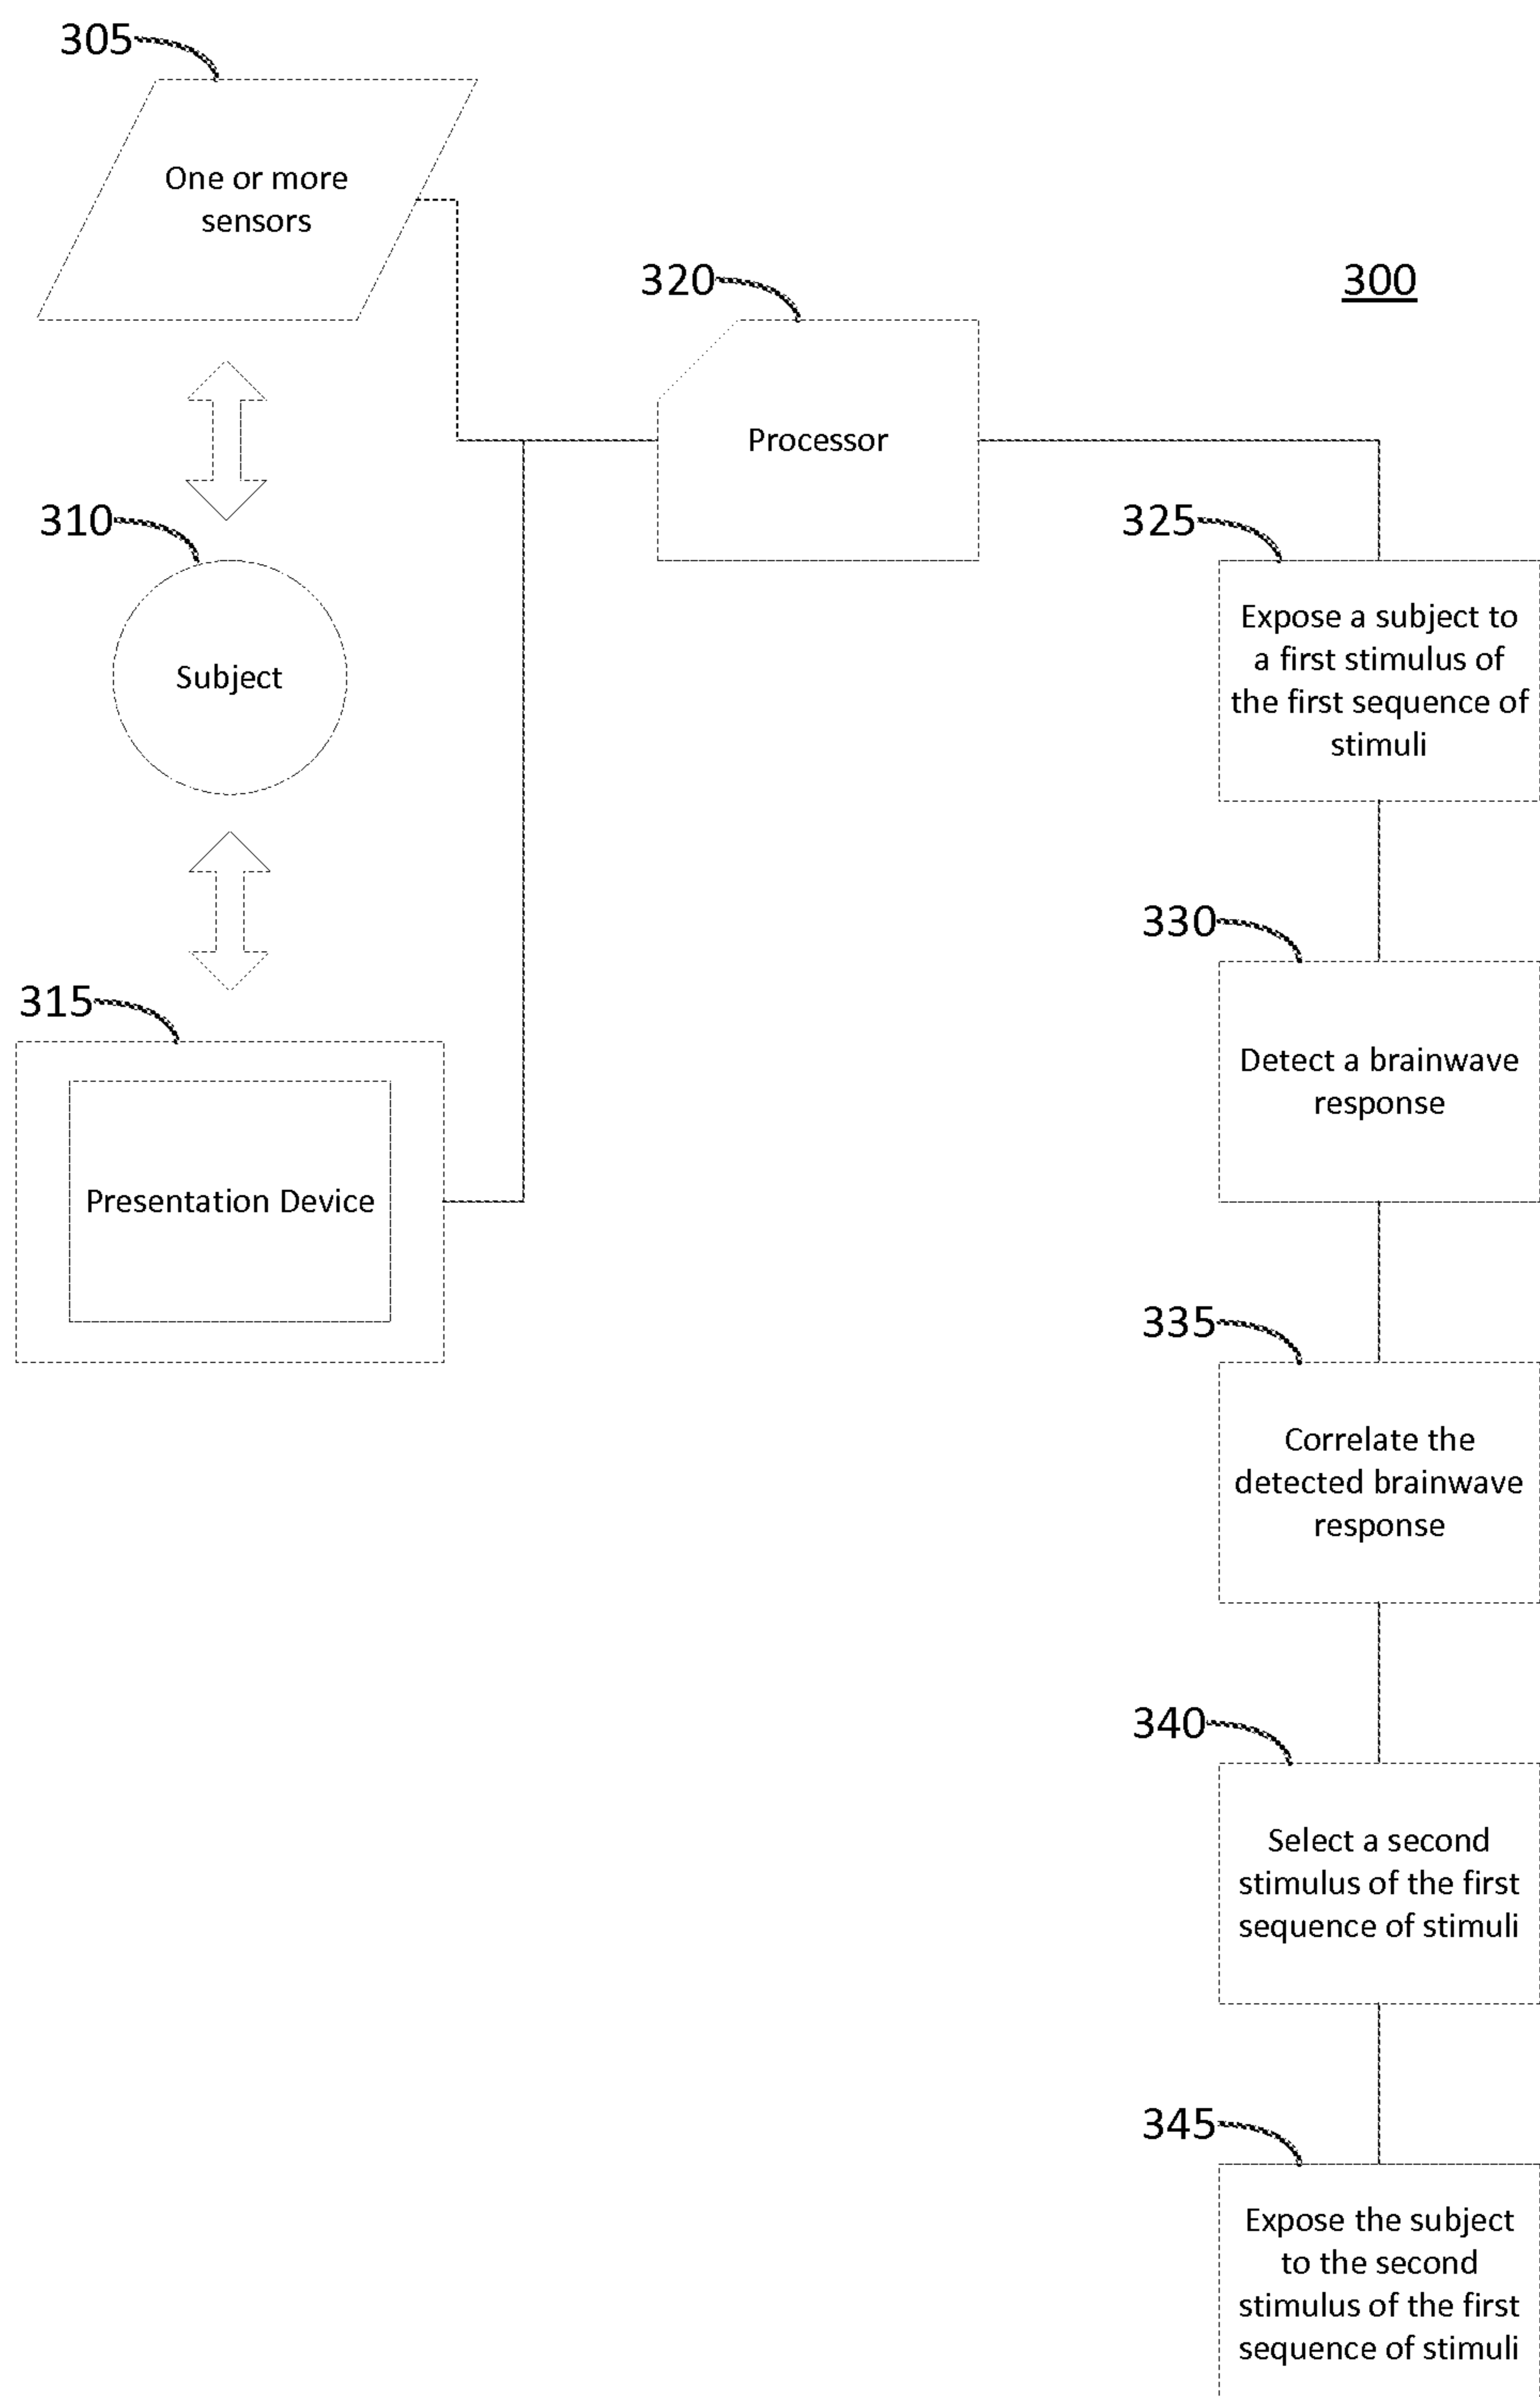 305
One or more
sensors
320
Processor
300
310
Subject
315
Presentation Device
325
Expose a subject to
a first stimulus of
the first sequence of
stimuli
330
Detect a brainwave
response
335
Correlate the
detected brainwave
response
340
Select a second
stimulus of the first
sequence of stimuli
345
Expose the subject
to the second
stimulus of the first
sequence of stimuli